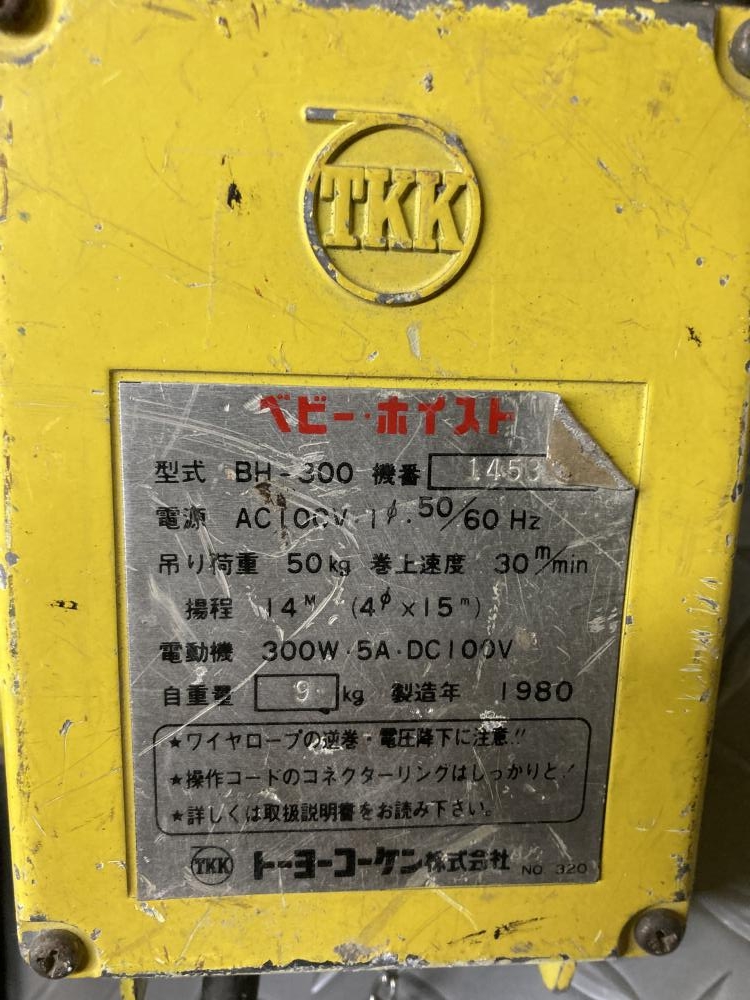 TKK
ベビー・ホイスト
型式 BH-300 機番 1453
電源 AC100V・1φ・50/60 Hz
吊り荷重 50kg 巻上速度 30m/min
揚程 14M (4φ×15m)
電動機 300W・5A・DC100V
自重量 9 kg 製造年 1980
★ワイヤロープの逆巻・電圧降下に注意!!
★操作コードのコネクターリングはしっかりと!
★詳しくは取扱説明書をお読み下さい。
TKK トーヨーコーケン株式会社 NO 320